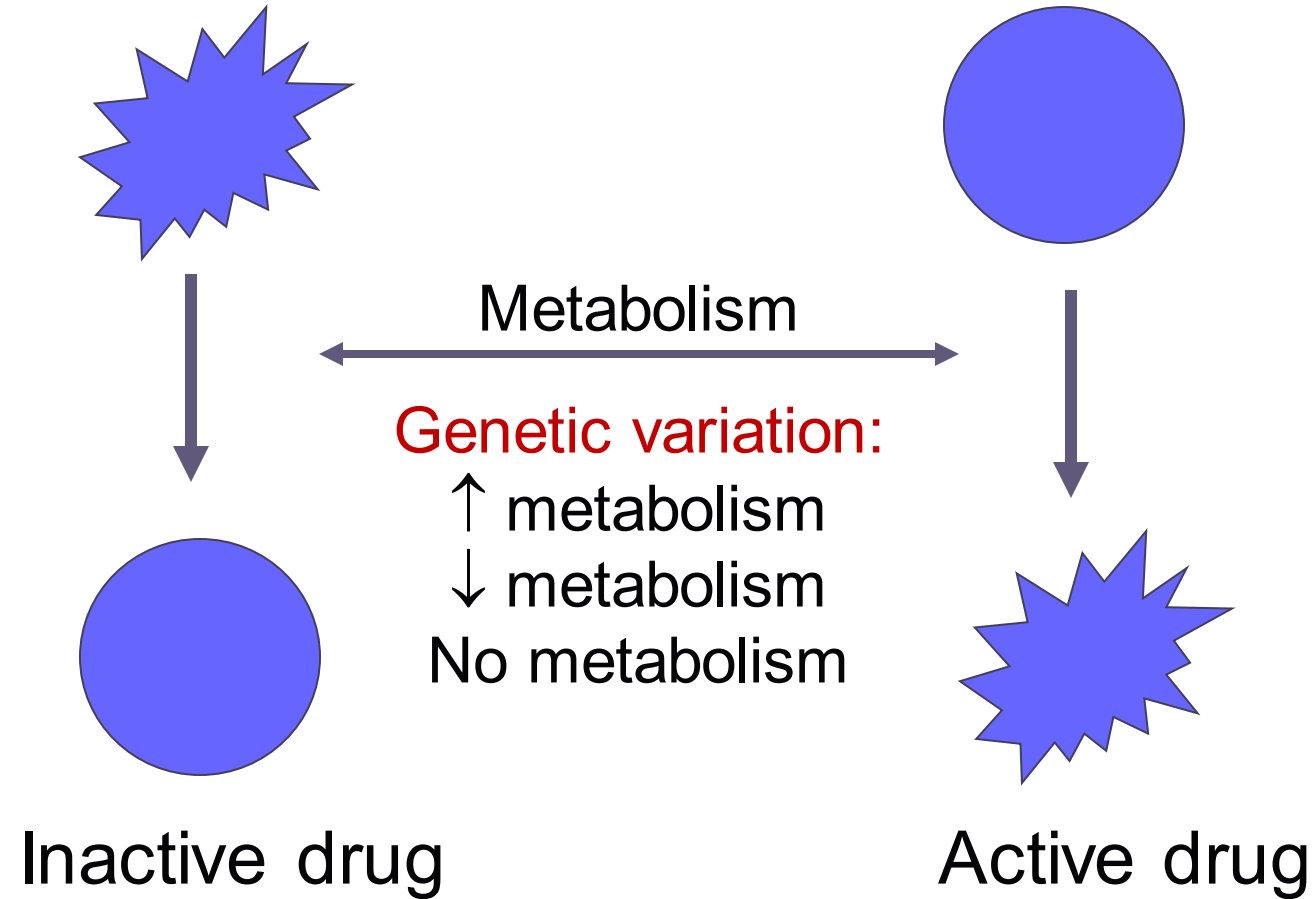 Metabolism
Genetic variation:
↑ metabolism
↓ metabolism
No metabolism
Inactive drug
Active drug